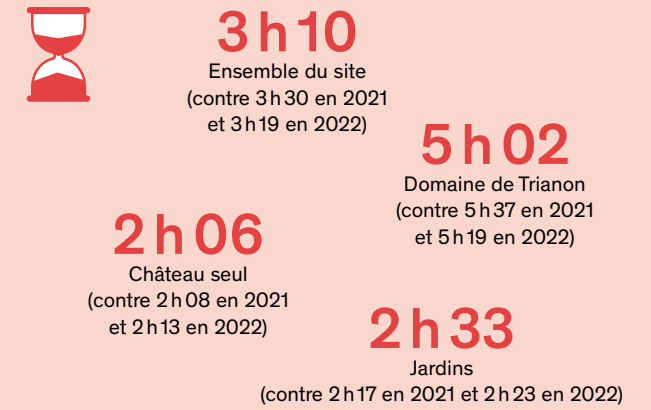 3 h 10
Ensemble du site
(contre 3 h 30 en 2021
et 3 h 19 en 2022)
5 h 02
Domaine de Trianon
(contre 5 h 37 en 2021
et 5 h 19 en 2022)
2 h 06
Château seul
(contre 2 h 08 en 2021
et 2 h 13 en 2022)
2 h 33
Jardins
(contre 2 h 17 en 2021 et 2 h 23 en 2022)